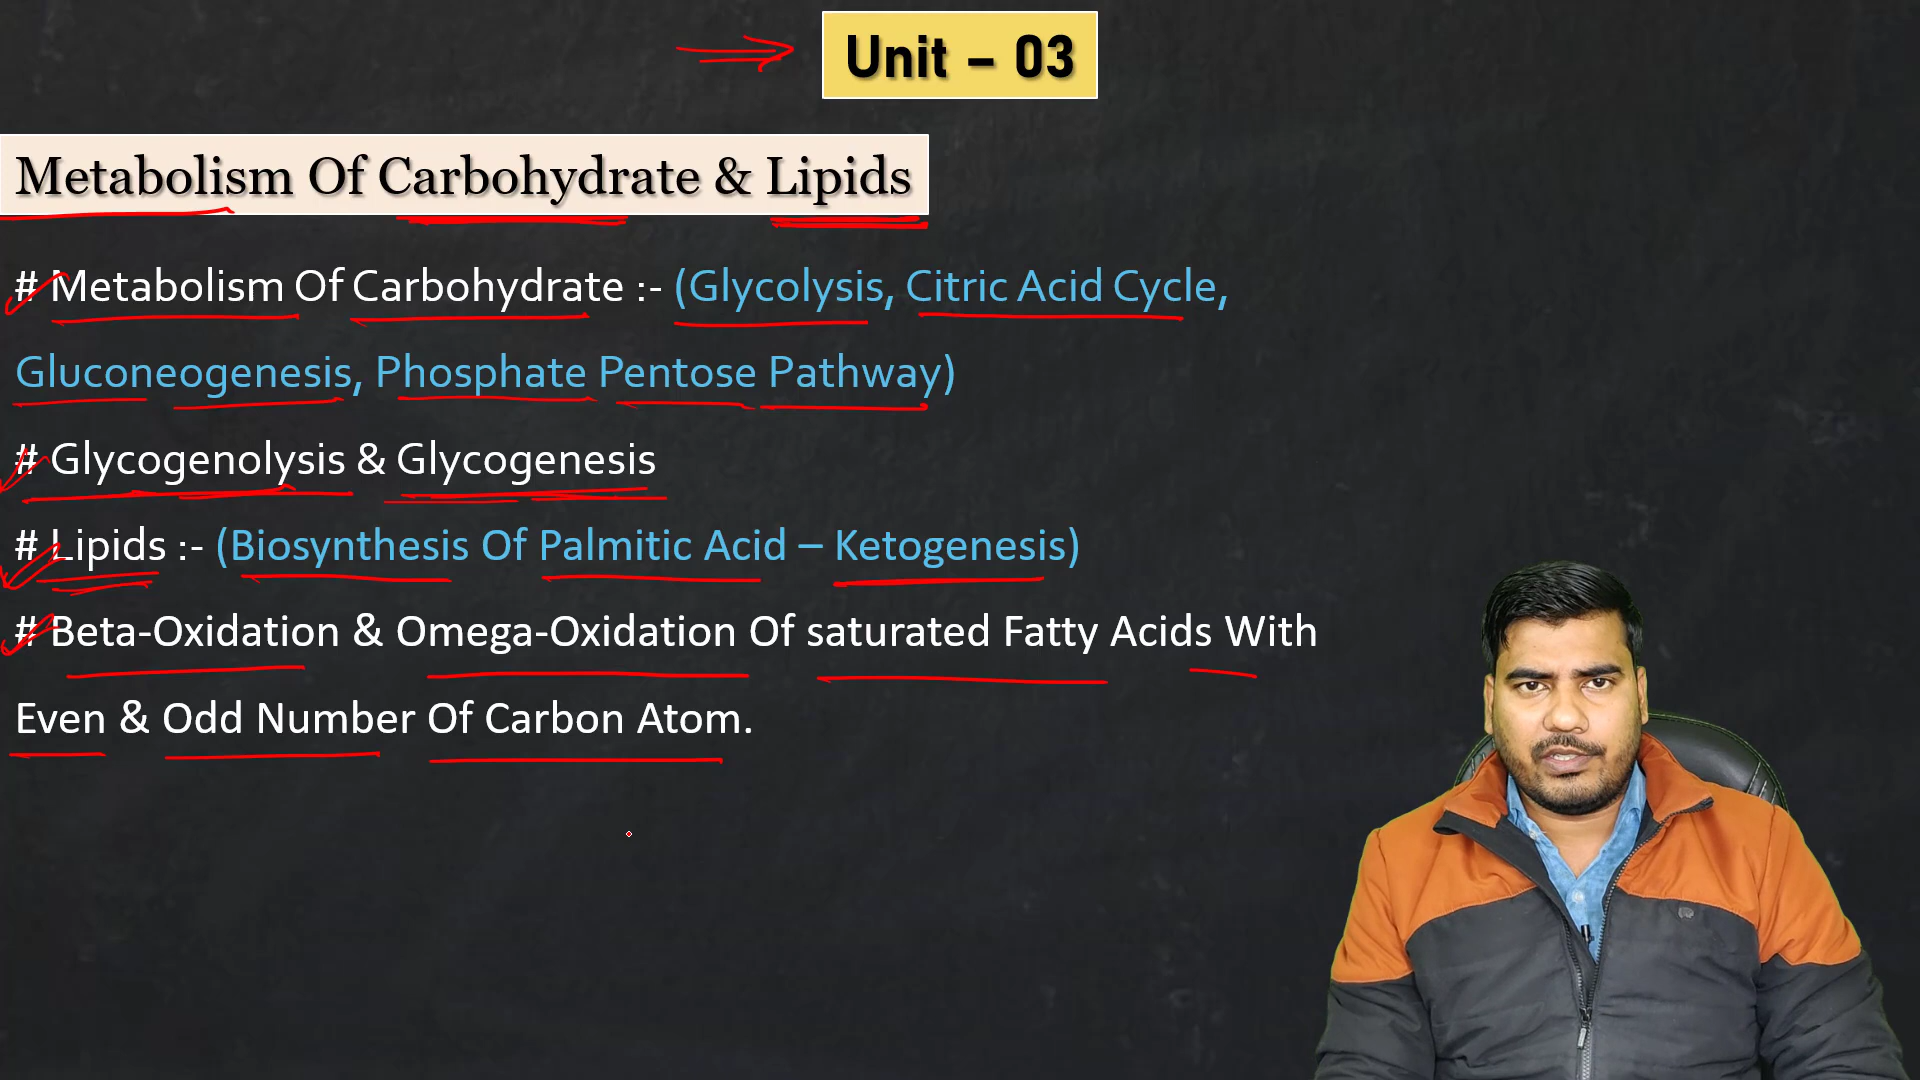 Unit – 03
Metabolism Of Carbohydrate & Lipids
# Metabolism Of Carbohydrate :- (Glycolysis, Citric Acid Cycle,
Gluconeogenesis, Phosphate Pentose Pathway)
# Glycogenolysis & Glycogenesis
# Lipids :- (Biosynthesis Of Palmitic Acid – Ketogenesis)
# Beta-Oxidation & Omega-Oxidation Of saturated Fatty Acids With
Even & Odd Number Of Carbon Atom.